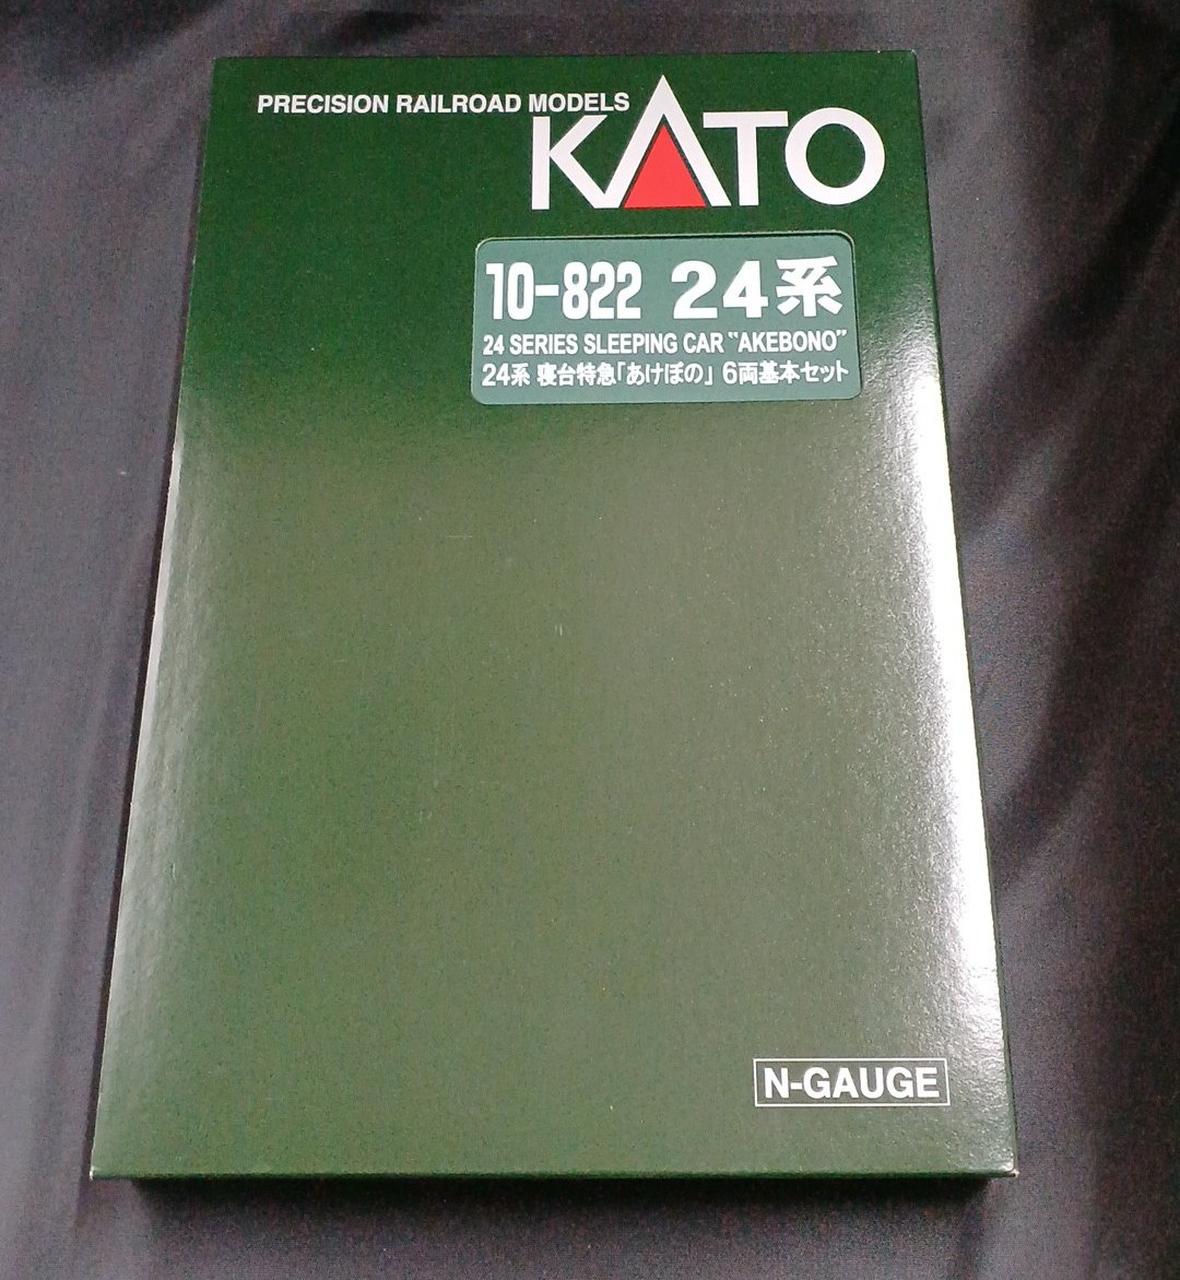 PRECISION RAILROAD MODELS
KATO
10-822 24系
24 SERIES SLEEPING CAR "AKEBONO"
24系 寝台特急「あけぼの」 6両基本セット
N-GAUGE